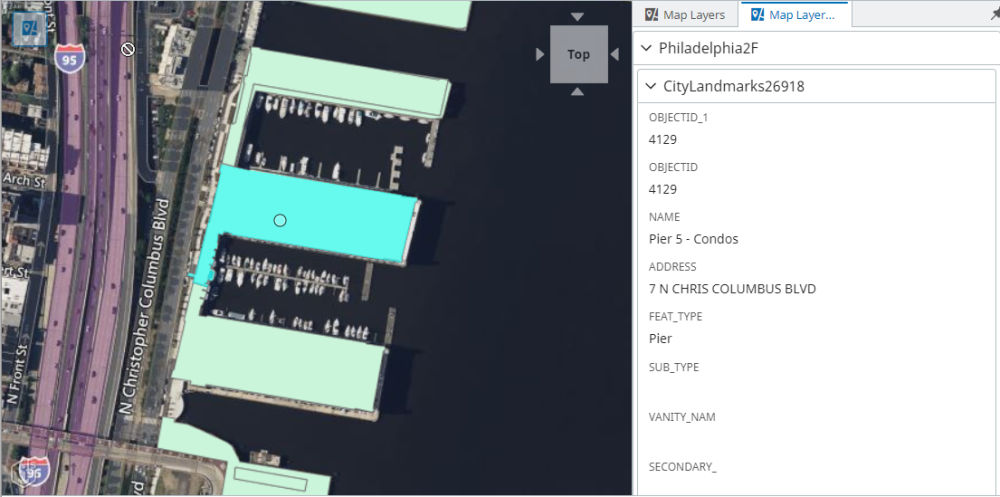 95
Arch St
N Christopher Columbus Blvd
N Front St
95
Top
Map Layers
Map Layer...
Philadelphia2F
CityLandmarks26918
OBJECTID_1
4129
OBJECTID
4129
NAME
Pier 5 - Condos
ADDRESS
7 N CHRIS COLUMBUS BLVD
FEAT_TYPE
Pier
SUB_TYPE
VANITY_NAM
SECONDARY_